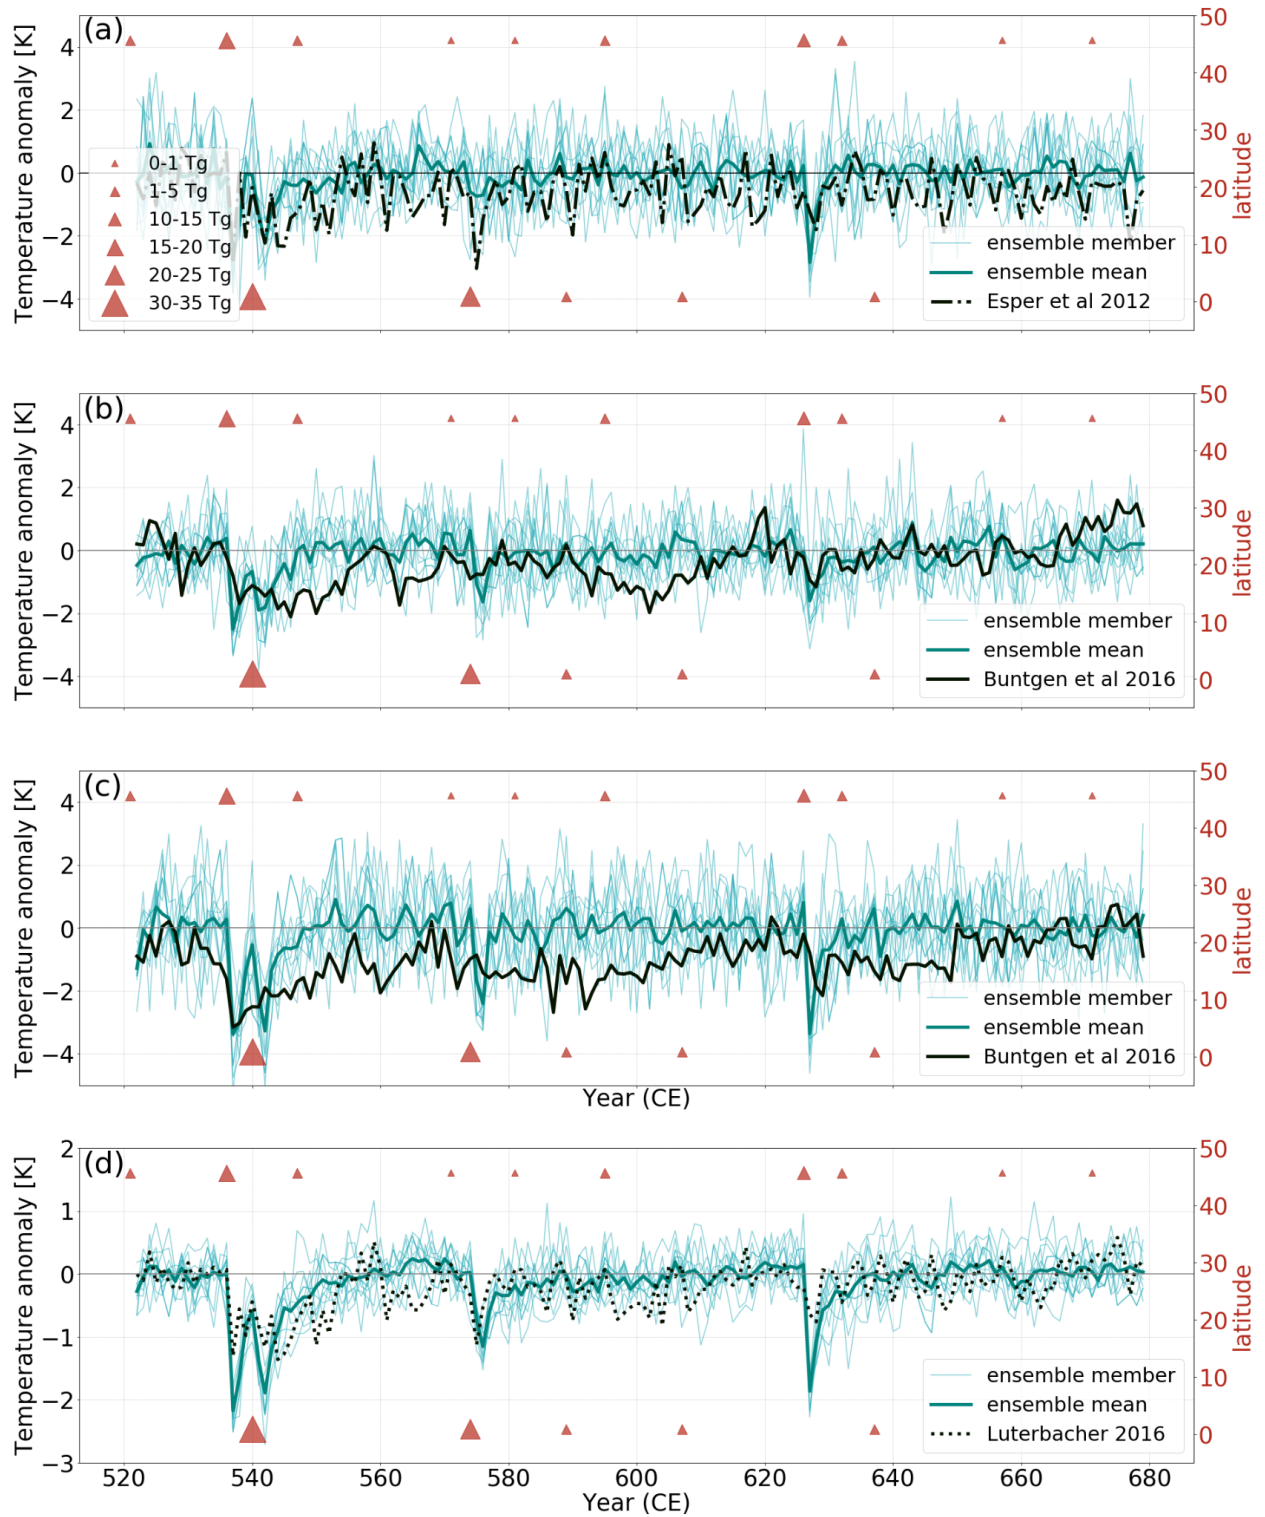 (a)
Temperature anomaly [K]
4
2
0
−2
−4
0-1 Tg
1-5 Tg
10-15 Tg
15-20 Tg
20-25 Tg
30-35 Tg
ensemble member
ensemble mean
Esper et al 2012
50
40
30
20
10
0
latitude
(b)
Temperature anomaly [K]
4
2
0
−2
−4
ensemble member
ensemble mean
Buntgen et al 2016
50
40
30
20
10
0
latitude
(c)
Temperature anomaly [K]
4
2
0
−2
−4
ensemble member
ensemble mean
Buntgen et al 2016
50
40
30
20
10
0
latitude
Year (CE)
(d)
Temperature anomaly [K]
2
1
0
−1
−2
−3
ensemble member
ensemble mean
Luterbacher 2016
50
40
30
20
10
0
latitude
520 540 560 580 600 620 640 660 680
Year (CE)